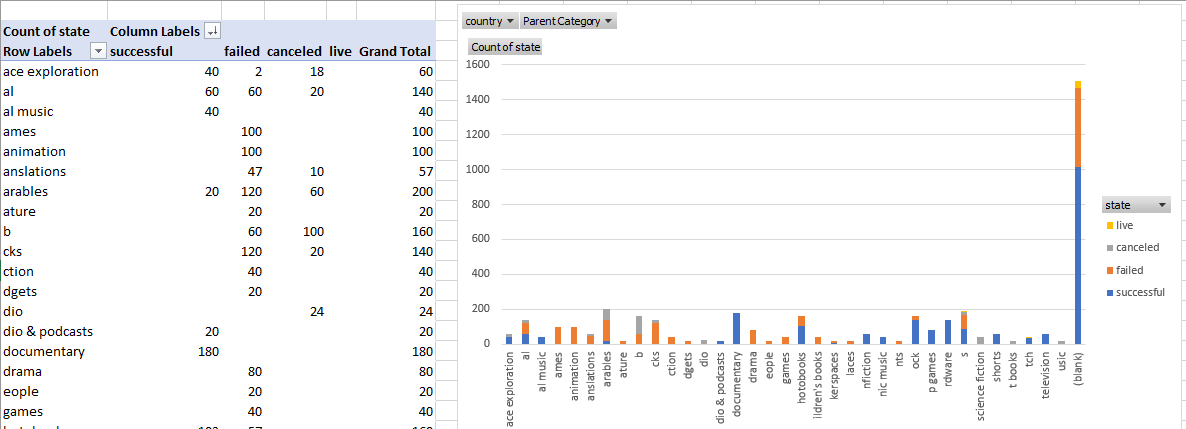 Count of state Column Labels
Row Labels successful failed canceled live Grand Total
ace exploration 40 2 18 60
al 60 60 20 140
al music 40 40
ames 100 100
animation 100 100
anslations 47 10 57
arables 20 120 60 200
ature 20 20
b 60 100 160
cks 120 20 140
ction 40 40
dgets 20 20
dio 24 24
dio & podcasts 20 20
documentary 180 180
drama 80 80
eople 20 20
games 40 40
country Parent Category
Count of state
1600
1400
1200
1000
800
600
400
200
0
ace exploration
al
al music
ames
animation
anslations
arables
ature
b
cks
ction
dgets
dio
dio & podcasts
documentary
drama
eople
games
hotobooks
ildren's books
kerspaces
laces
nfiction
nic music
nts
ock
p games
rdware
s
science fiction
shorts
t books
tch
television
usic
(blank)
state
live
canceled
failed
successful